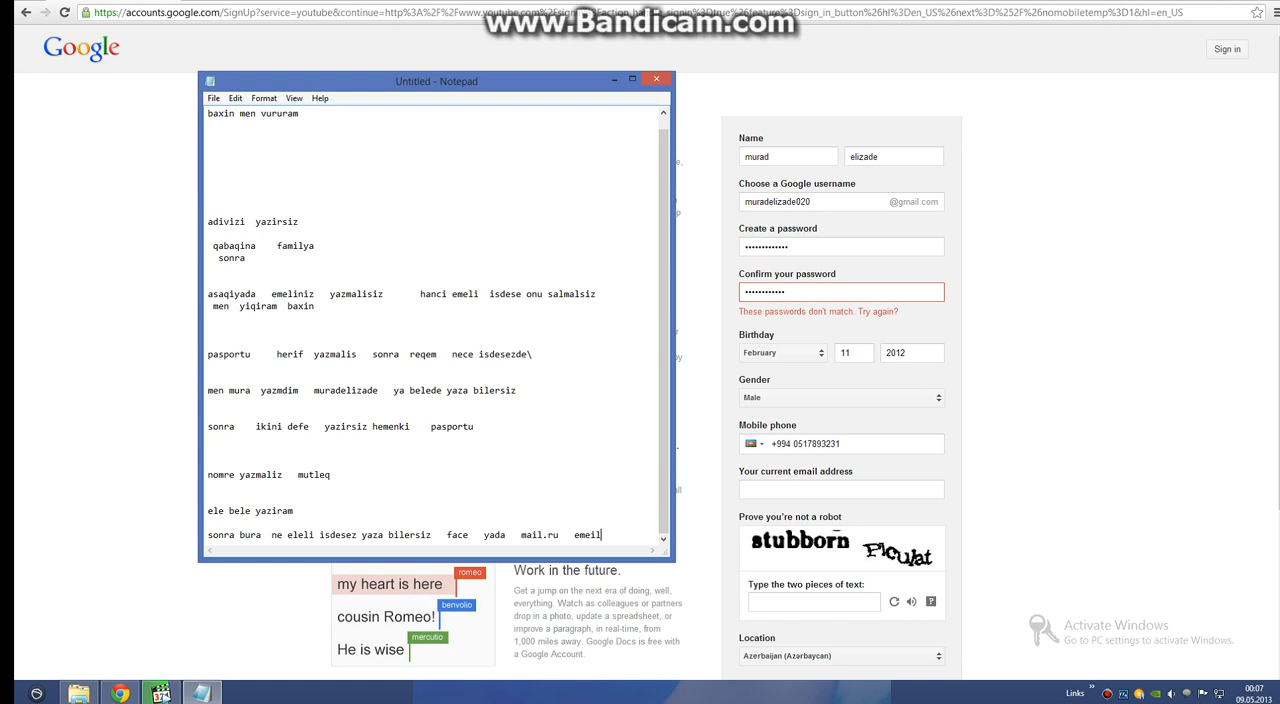 https://accounts.google.com/SignUp?service=youtube&continue=http%3A%2F%2Fwww.youtube.com%2Fsign
www.Bandicam.com
Google
Sign in
Untitled - Notepad
File Edit Format View Help
baxin men vururam
adivizi yazirsiz
qabaqina familya
sonra
asaqiyada emeliniz yazmalisiz hanci emeli isdese onu salmalsiz
men yiqiram baxin
pasportu herif yazmalis sonra reqem nece isdesezde\
men mura yazmdim muradelizade ya belede yaza bilersiz
sonra ikini defe yazirsiz hemenki pasportu
nomre yazmaliz mutleq
ele bele yaziram
sonra bura ne eleli isdesez yaza bilersiz face yada mail.ru emeil
Name
murad elizade
Choose a Google username
muradelizade020 @gmail.com
Create a password
Confirm your password
These passwords don't match. Try again?
Birthday
February 11 2012
Gender
Male
Mobile phone
+994 0517893231
Your current email address
Prove you're not a robot
stubborn
Type the two pieces of text:
Location
Azerbaijan (Azərbaycan)
my heart is here
romeo
cousin Romeo!
benvolio
He is wise
mercutio
Work in the future.
Get a jump on the next era of doing, well,
everything. Watch as colleagues or partners
drop in a photo, update a spreadsheet, or
improve a paragraph, in real-time, from
1,000 miles away. Google Docs is free with
a Google Account.
Activate Windows
Go to PC settings to activate Windows.
Links
00:07
09.05.2013